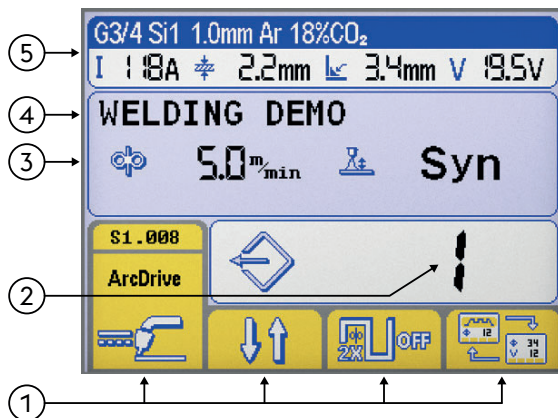 G3/4 Si1 1.0mm Ar 18%CO₂
I 118A 2.2mm 3.4mm V 19.5V
WELDING DEMO
5.0 m/min Syn
S1.008
ArcDrive
1
2X OFF
12
34
V 12
5
4
3
2
1